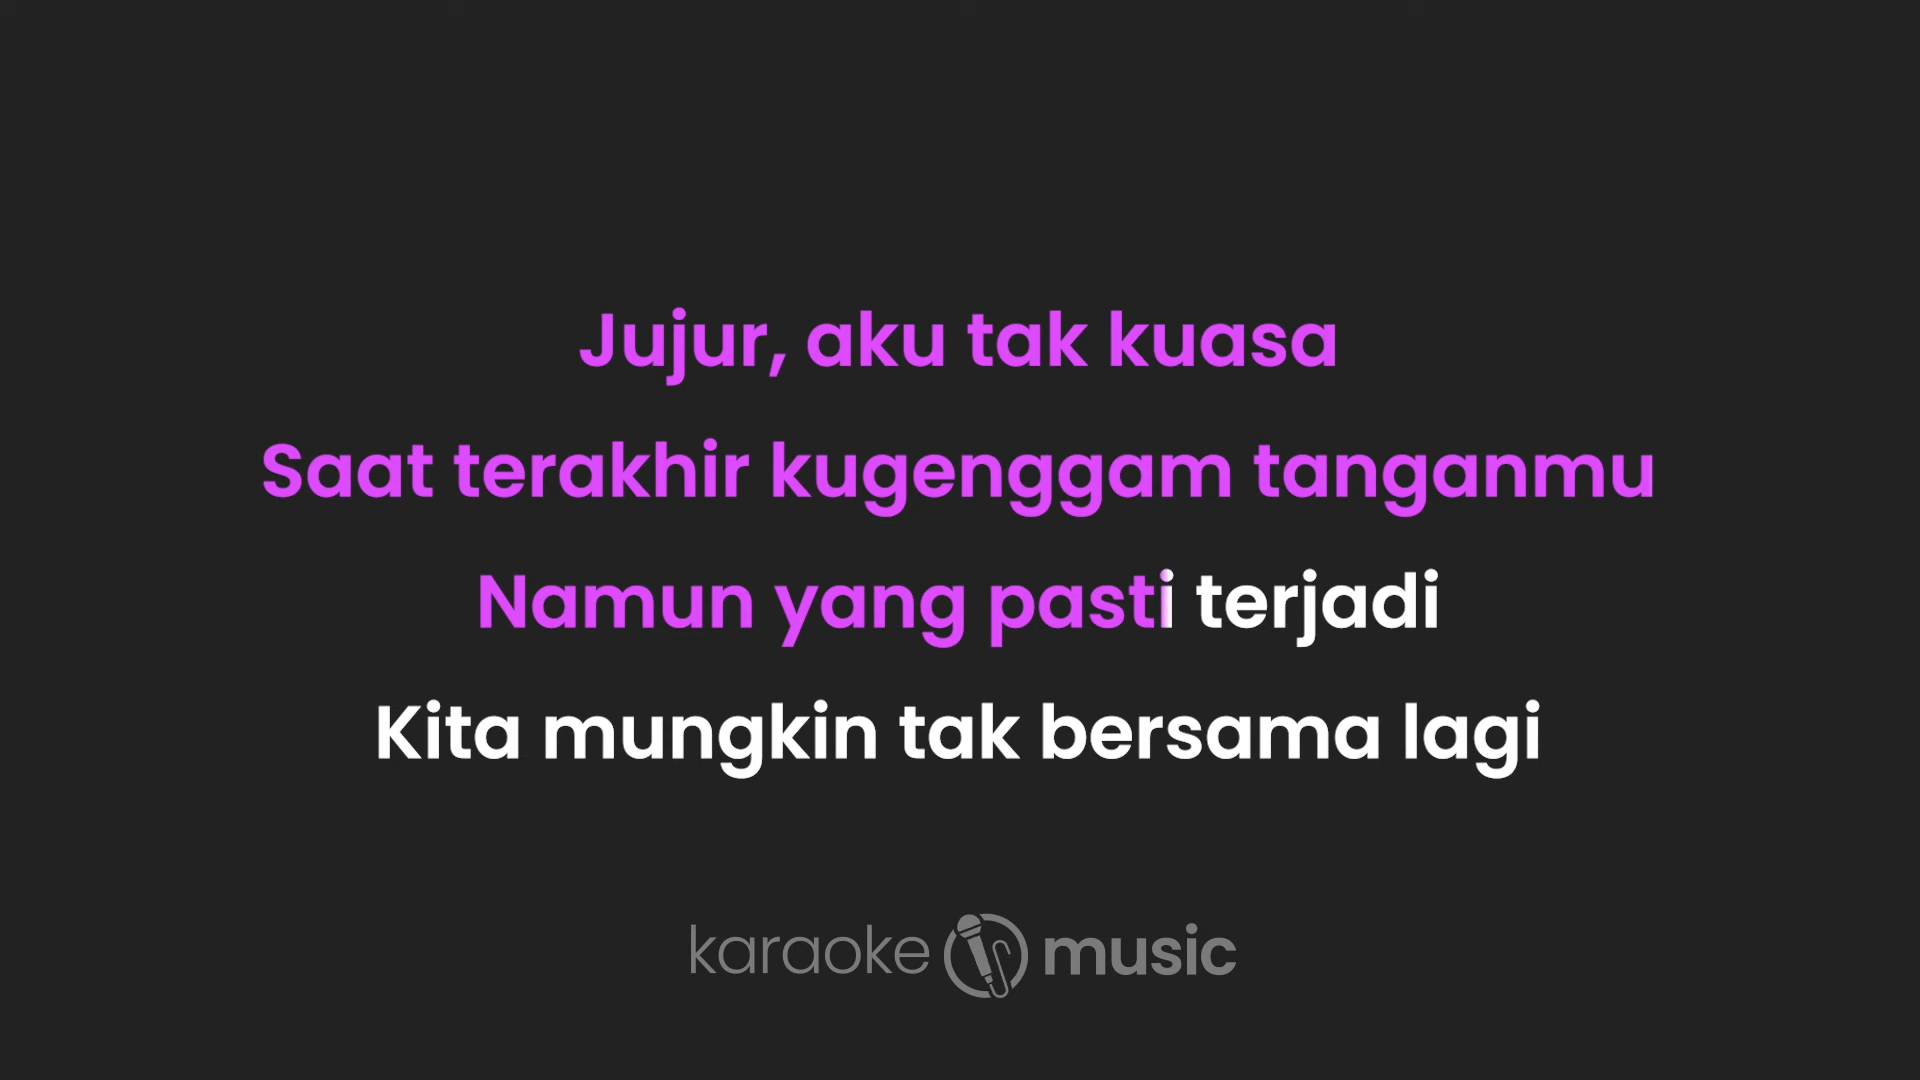 Jujur, aku tak kuasa
Saat terakhir kugenggam tanganmu
Namun yang pasti terjadi
Kita mungkin tak bersama lagi
karaoke music